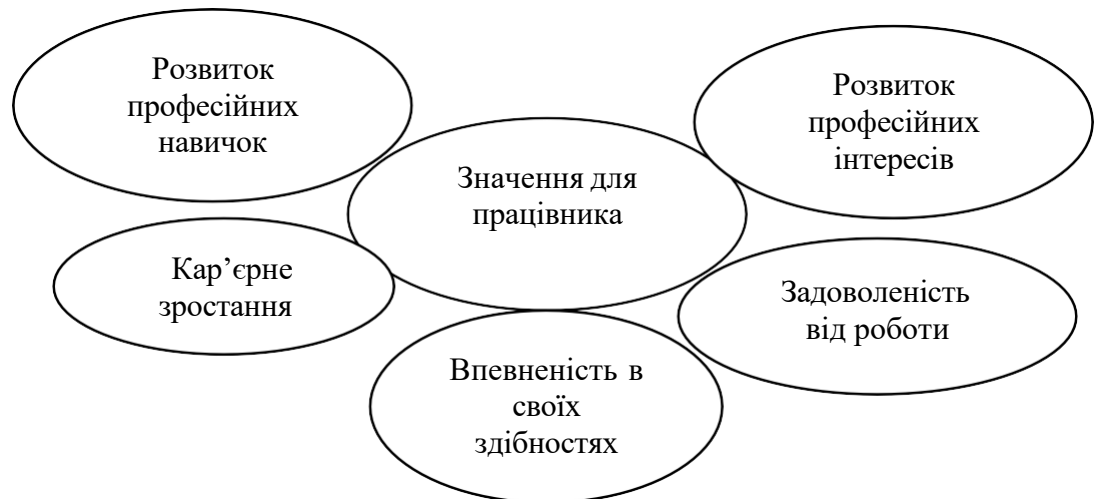 Розвиток
професійних
навичок
Розвиток
професійних
інтересів
Значення для
працівника
Кар’єрне
зростання
Задоволеність
від роботи
Впевненість в
своїх
здібностях